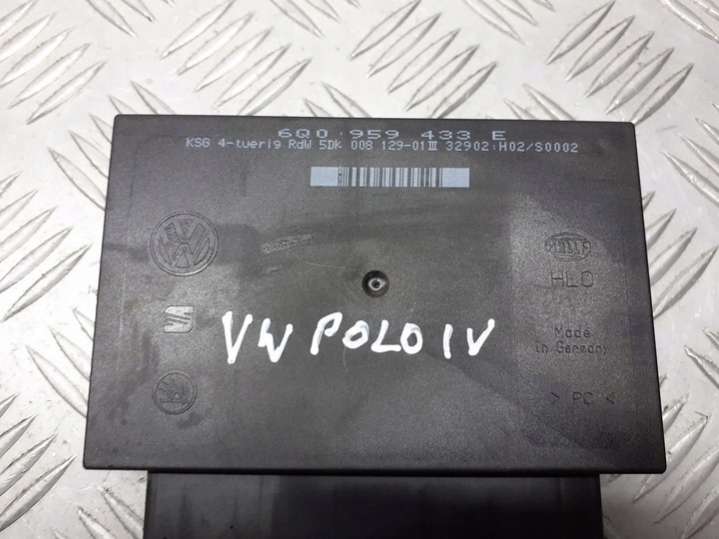 6Q0 959 433 E
KSG 4-tuerig RdW 5DK 008 129-01 III 32902:H02/S0002
HELLA
HLO
VW POLO IV
Made
in Germany
> PC <